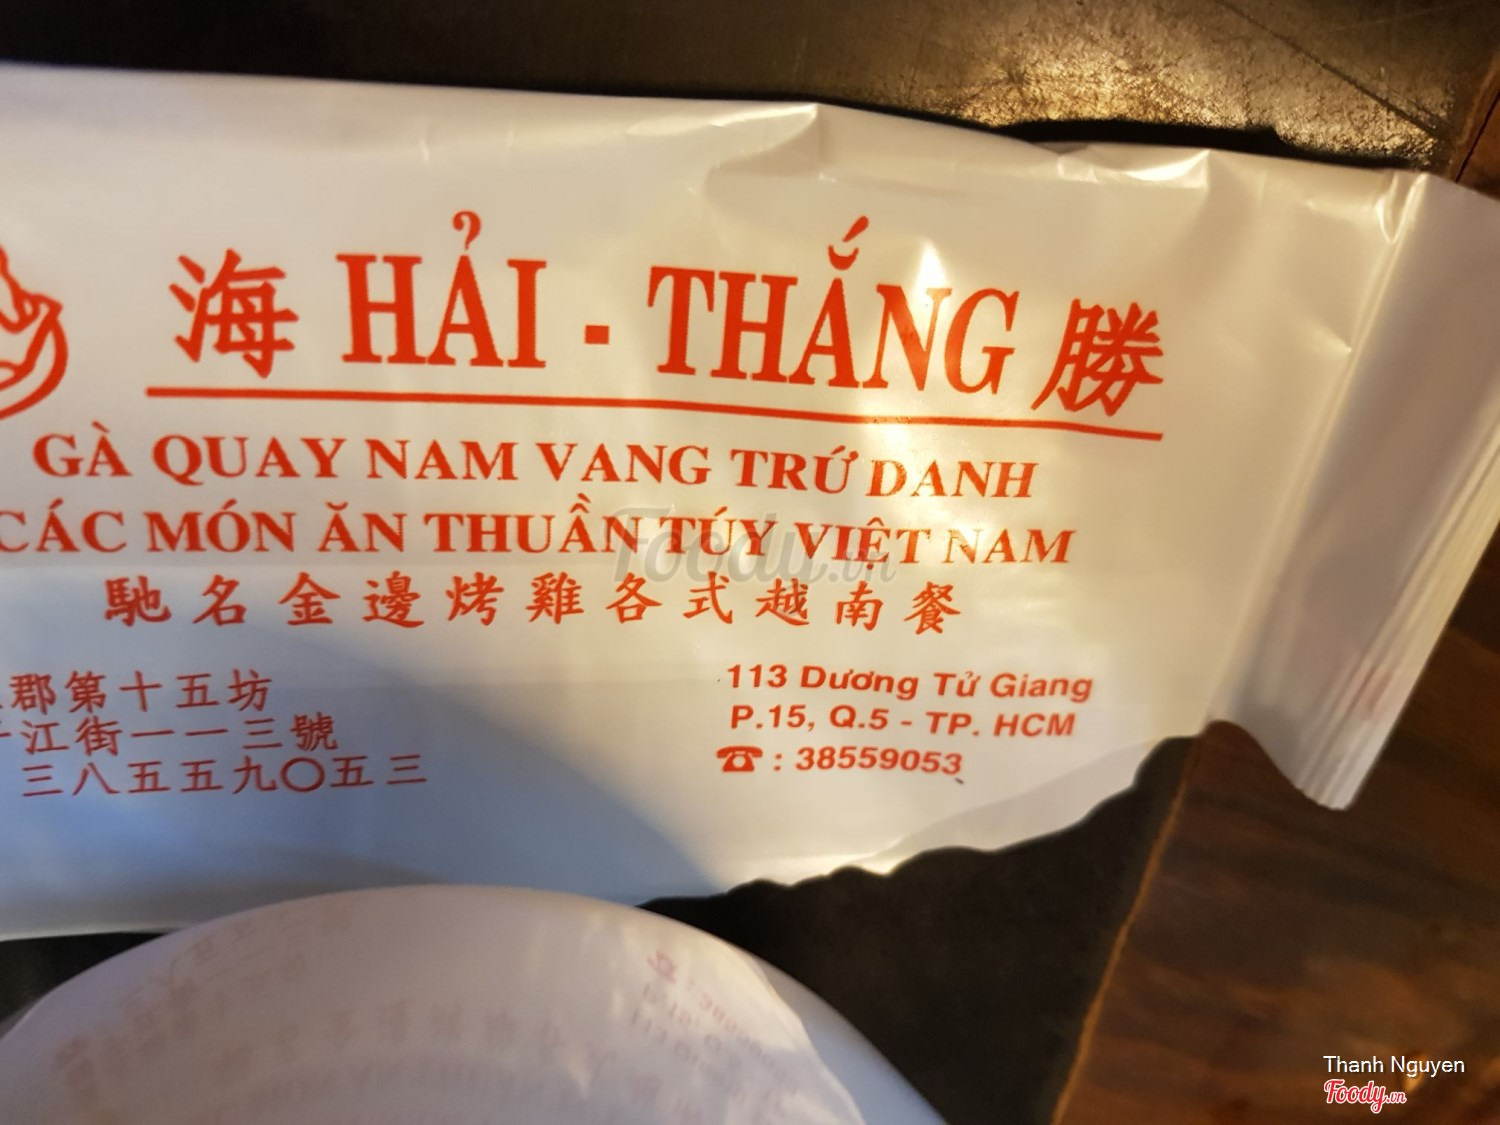 海 HẢI - THẮNG 勝
GÀ QUAY NAM VANG TRỨ DANH
CÁC MÓN ĂN THUẦN TÚY VIỆT NAM
馳名金邊烤雞各式越南餐
郡第十五坊
江街一一三號
三八五五九〇五三
113 Dương Tử Giang
P.15, Q.5 - TP. HCM
☎ : 38559053
Foody.vn
Thanh Nguyen
Foody.vn